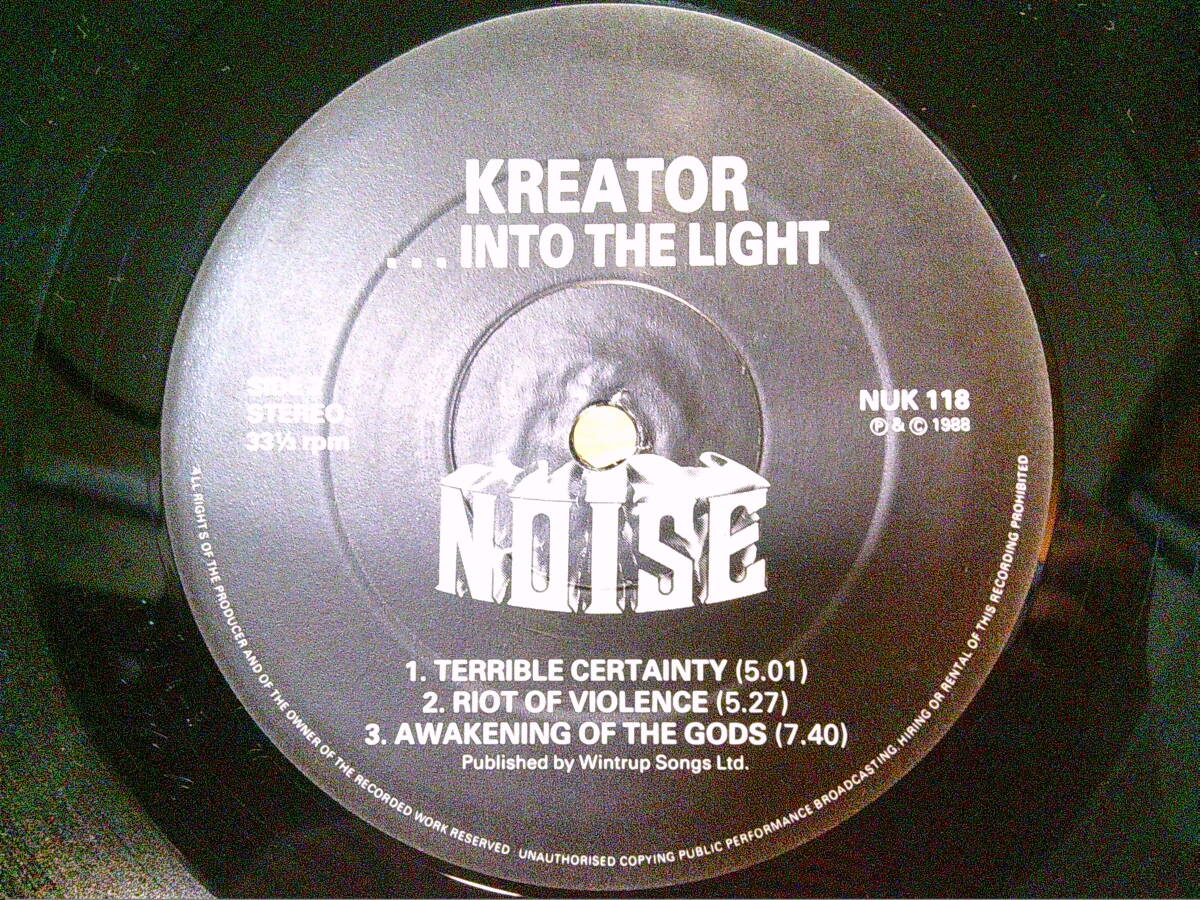 KREATOR
...INTO THE LIGHT
STEREO
33⅓ rpm
NUK 118
Ⓟ & © 1988
NOISE
1. TERRIBLE CERTAINTY (5.01)
2. RIOT OF VIOLENCE (5.27)
3. AWAKENING OF THE GODS (7.40)
Published by Wintrup Songs Ltd.
ALL RIGHTS OF THE PRODUCER AND OF THE OWNER OF THE RECORDED WORK RESERVED UNAUTHORISED COPYING PUBLIC PERFORMANCE BROADCASTING HIRING OR RENTAL OF THIS RECORDING PROHIBITED